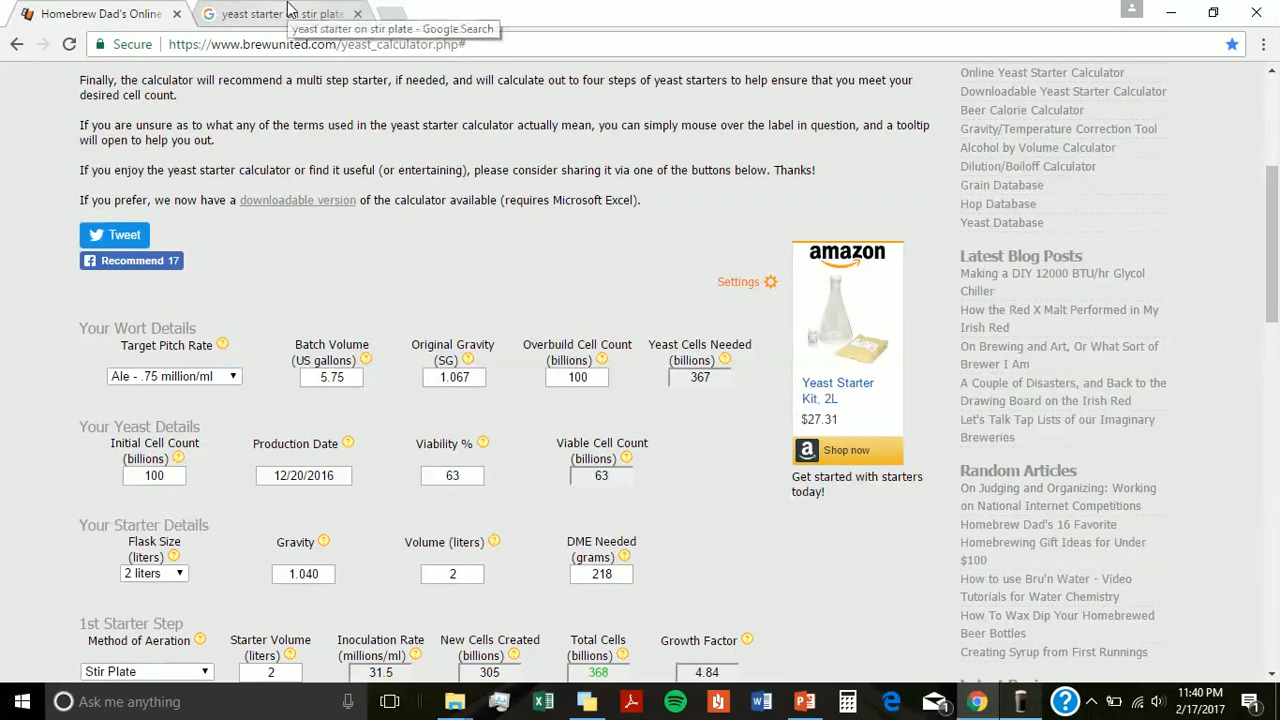 Homebrew Dad's Online
yeast starter on stir plate
yeast starter on stir plate - Google Search
Secure
https://www.brewunited.com/yeast_calculator.php#
Finally, the calculator will recommend a multi step starter, if needed, and will calculate out to four steps of yeast starters to help ensure that you meet your
desired cell count.
If you are unsure as to what any of the terms used in the yeast starter calculator actually mean, you can simply mouse over the label in question, and a tooltip
will open to help you out.
If you enjoy the yeast starter calculator or find it useful (or entertaining), please consider sharing it via one of the buttons below. Thanks!
If you prefer, we now have a downloadable version of the calculator available (requires Microsoft Excel).
Tweet
Recommend 17
Settings
Your Wort Details
Target Pitch Rate
Batch Volume
(US gallons)
Original Gravity
(SG)
Overbuild Cell Count
(billions)
Yeast Cells Needed
(billions)
Ale - .75 million/ml
5.75
1.067
100
367
Your Yeast Details
Initial Cell Count
(billions)
Production Date
Viability %
Viable Cell Count
(billions)
100
12/20/2016
63
63
Your Starter Details
Flask Size
(liters)
Gravity
Volume (liters)
DME Needed
(grams)
2 liters
1.040
2
218
1st Starter Step
Method of Aeration
Starter Volume
(liters)
Inoculation Rate
(millions/ml)
New Cells Created
(billions)
Total Cells
(billions)
Growth Factor
Stir Plate
2
31.5
305
368
4.84
amazon
Yeast Starter
Kit, 2L
$27.31
Shop now
Get started with starters
today!
Online Yeast Starter Calculator
Downloadable Yeast Starter Calculator
Beer Calorie Calculator
Gravity/Temperature Correction Tool
Alcohol by Volume Calculator
Dilution/Boiloff Calculator
Grain Database
Hop Database
Yeast Database
Latest Blog Posts
Making a DIY 12000 BTU/hr Glycol
Chiller
How the Red X Malt Performed in My
Irish Red
On Brewing and Art, Or What Sort of
Brewer I Am
A Couple of Disasters, and Back to the
Drawing Board on the Irish Red
Let's Talk Tap Lists of our Imaginary
Breweries
Random Articles
On Judging and Organizing: Working
on National Internet Competitions
Homebrew Dad's 16 Favorite
Homebrewing Gift Ideas for Under
$100
How to use Bru'n Water - Video
Tutorials for Water Chemistry
How To Wax Dip Your Homebrewed
Beer Bottles
Creating Syrup from First Runnings
Ask me anything
11:40 PM
2/17/2017